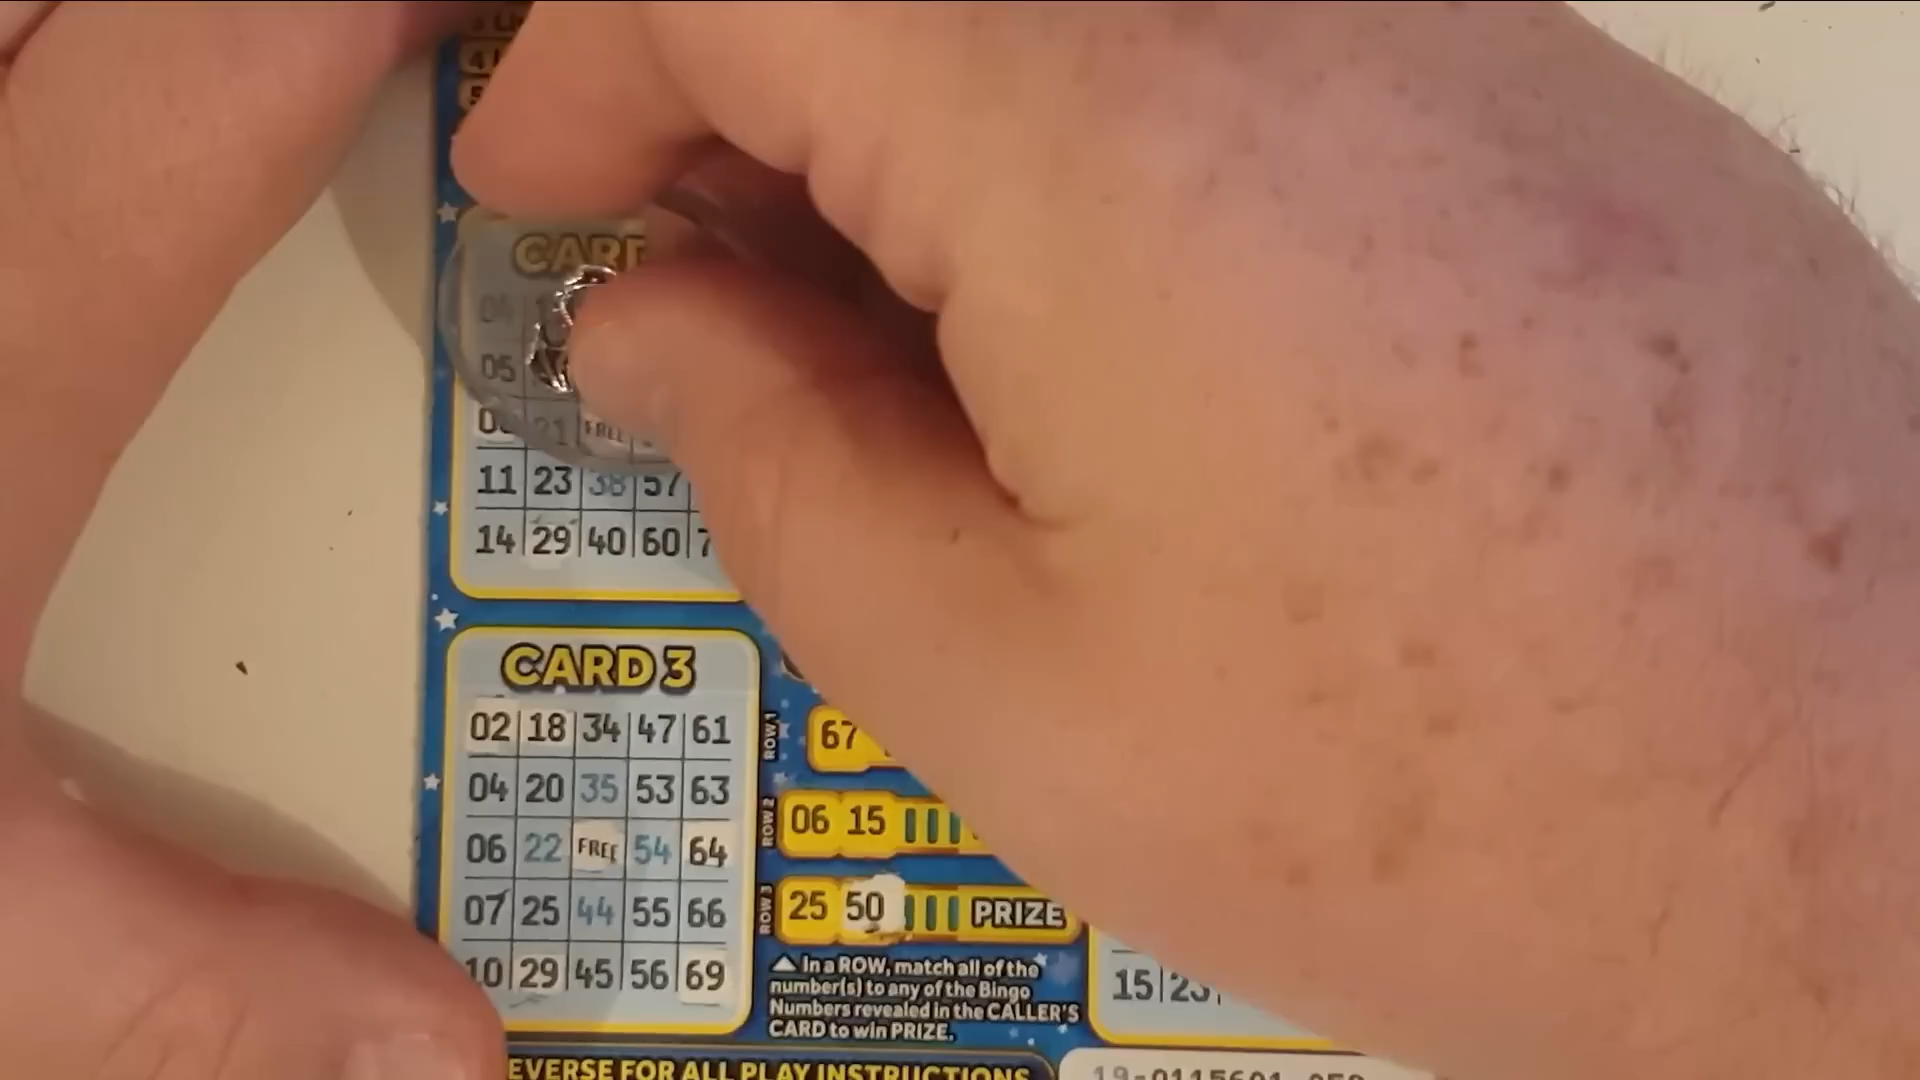 CARD
05
21 FREE
11 23 38 57
14 29 40 60 7
CARD 3
02 18 34 47 61
04 20 35 53 63
06 22 FREE 54 64
07 25 44 55 66
10 29 45 56 69
ROW 1 67
ROW 2 06 15
ROW 3 25 50 PRIZE
In a ROW, match all of the
number(s) to any of the Bingo
Numbers revealed in the CALLER'S
CARD to win PRIZE.
15 23
EVERSE FOR ALL PLAY INSTRUCTIONS